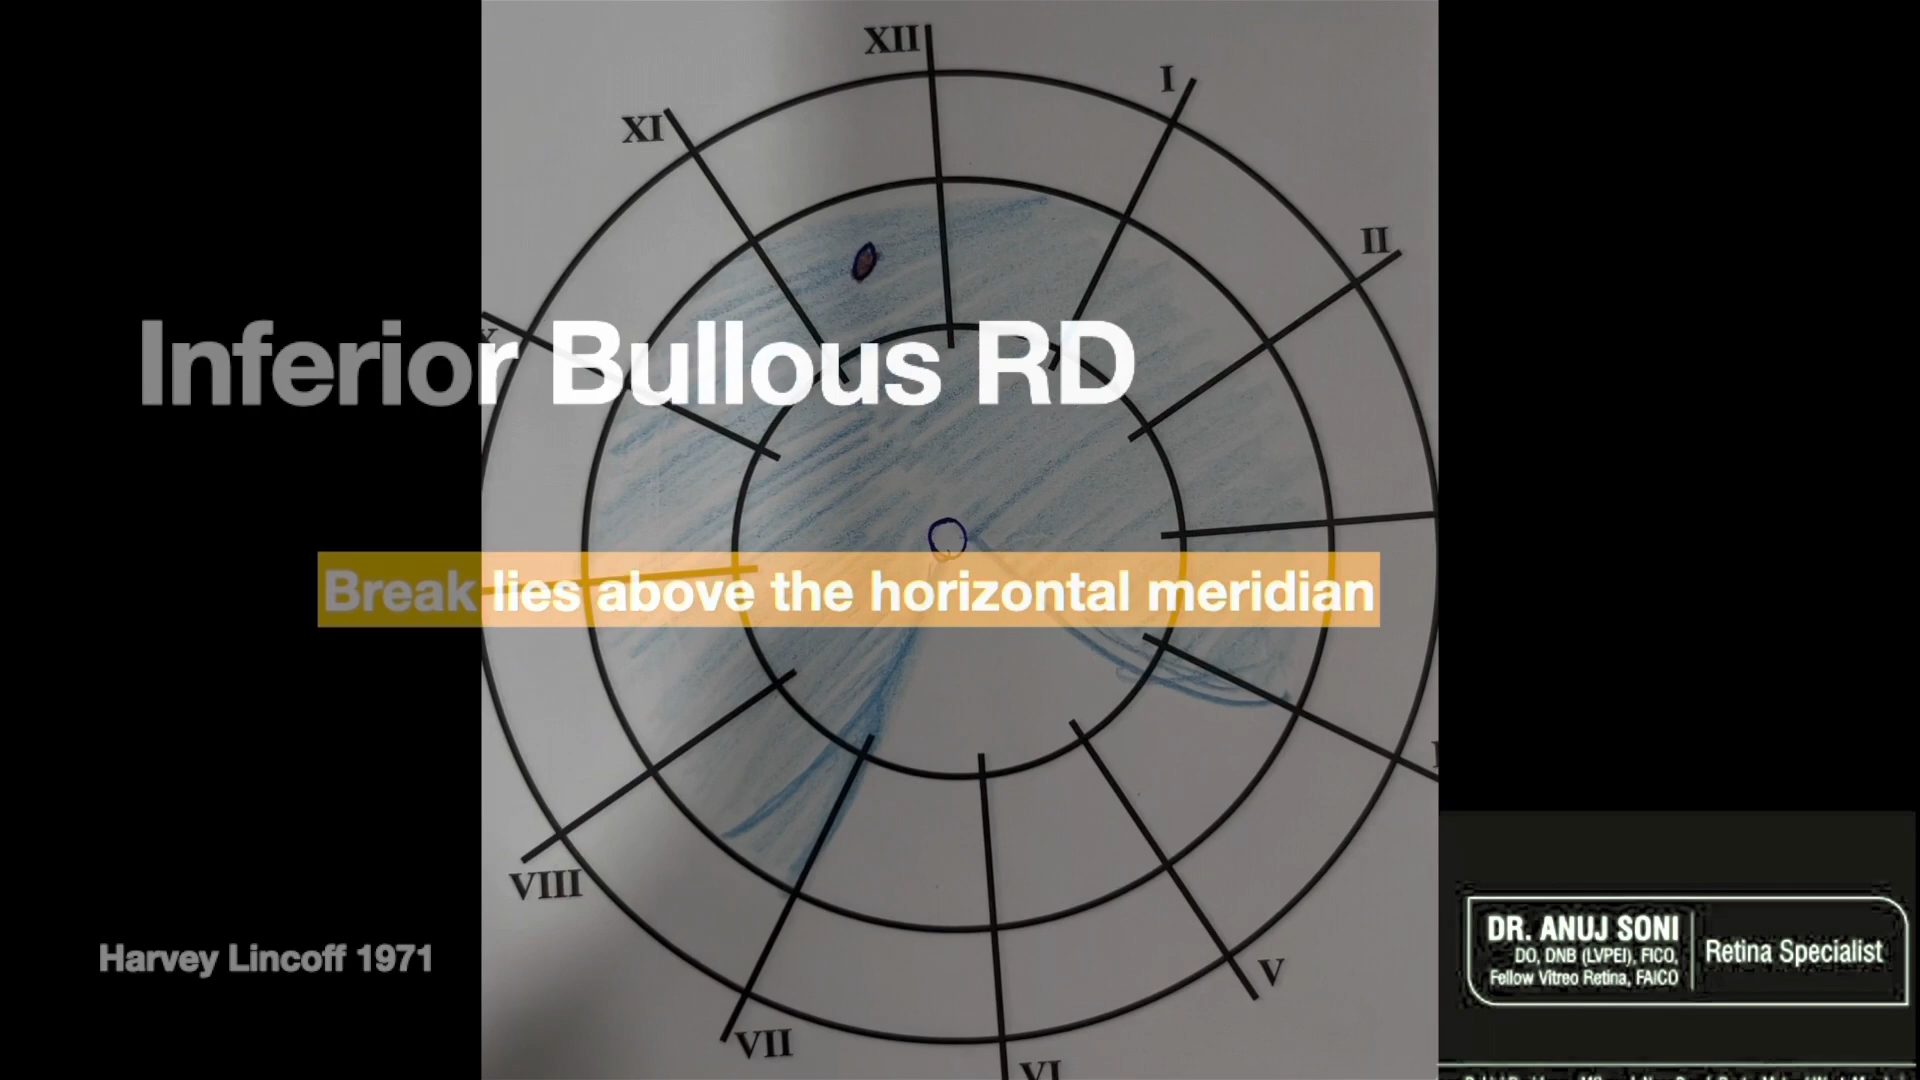 XII
I
XI
II
Inferior Bullous RD
Break lies above the horizontal meridian
VIII
V
VII
VI
Harvey Lincoff 1971
DR. ANUJ SONI
DO, DNB (LVPEI), FICO,
Fellow Vitreo Retina, FAICO
Retina Specialist